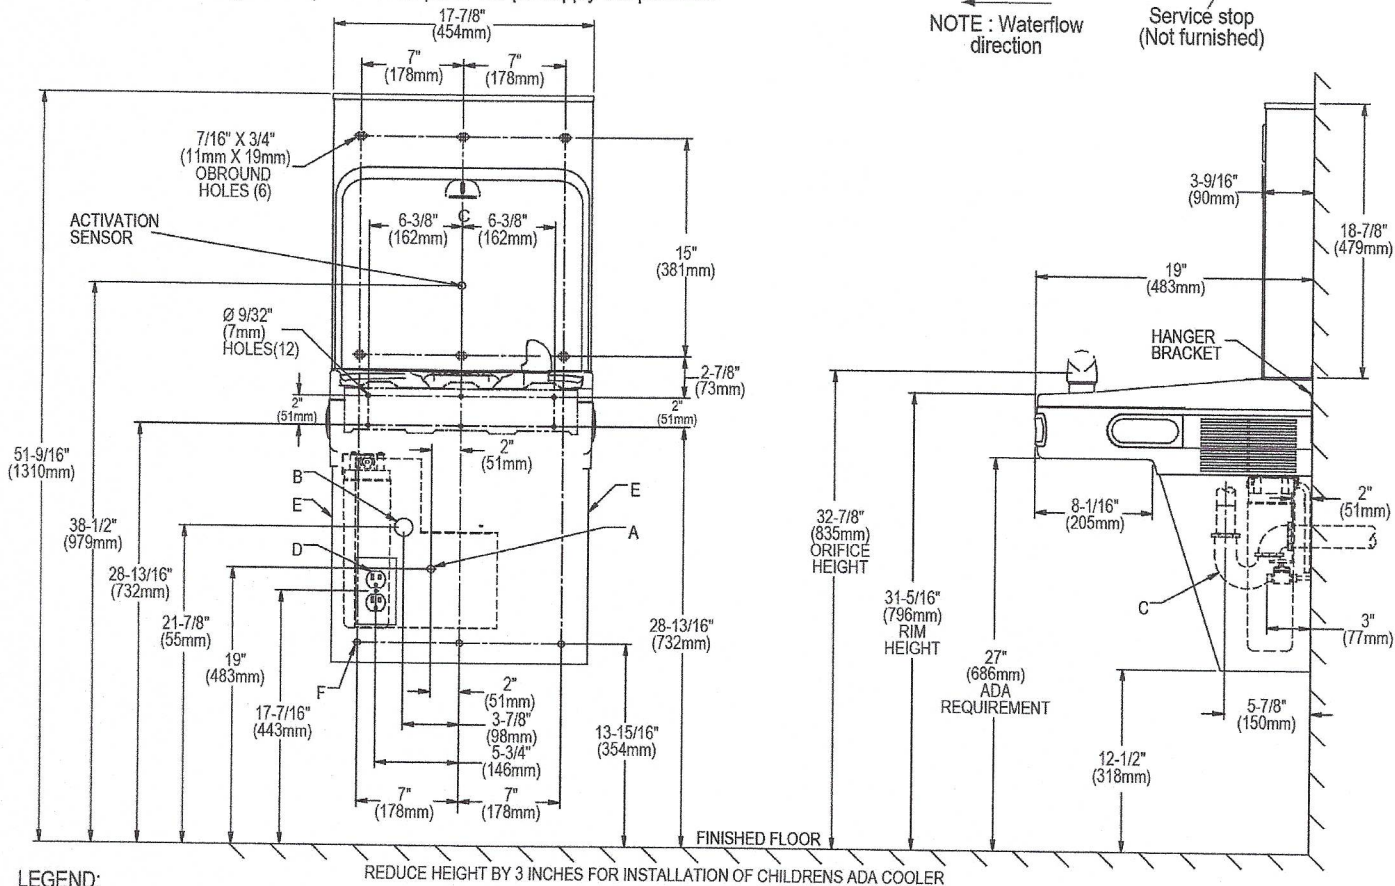 17-7/8"
(454mm)
7"
(178mm)
7"
(178mm)
NOTE : Waterflow
direction
Service stop
(Not furnished)
7/16" X 3/4"
(11mm X 19mm)
OBROUND
HOLES (6)
ACTIVATION
SENSOR
C
6-3/8"
(162mm)
6-3/8"
(162mm)
15"
(381mm)
Ø 9/32"
(7mm)
HOLES(12)
2-7/8"
(73mm)
2"
(51mm)
2"
(51mm)
2"
(51mm)
51-9/16"
(1310mm)
38-1/2"
(979mm)
28-13/16"
(732mm)
21-7/8"
(55mm)
19"
(483mm)
17-7/16"
(443mm)
B
E
D
F
E
A
2"
(51mm)
3-7/8"
(98mm)
5-3/4"
(146mm)
7"
(178mm)
7"
(178mm)
13-15/16"
(354mm)
28-13/16"
(732mm)
3-9/16"
(90mm)
18-7/8"
(479mm)
19"
(483mm)
HANGER
BRACKET
32-7/8"
(835mm)
ORIFICE
HEIGHT
31-5/16"
(796mm)
RIM
HEIGHT
27"
(686mm)
ADA
REQUIREMENT
8-1/16"
(205mm)
2"
(51mm)
C
3"
(77mm)
5-7/8"
(150mm)
12-1/2"
(318mm)
FINISHED FLOOR
LEGEND:
REDUCE HEIGHT BY 3 INCHES FOR INSTALLATION OF CHILDRENS ADA COOLER